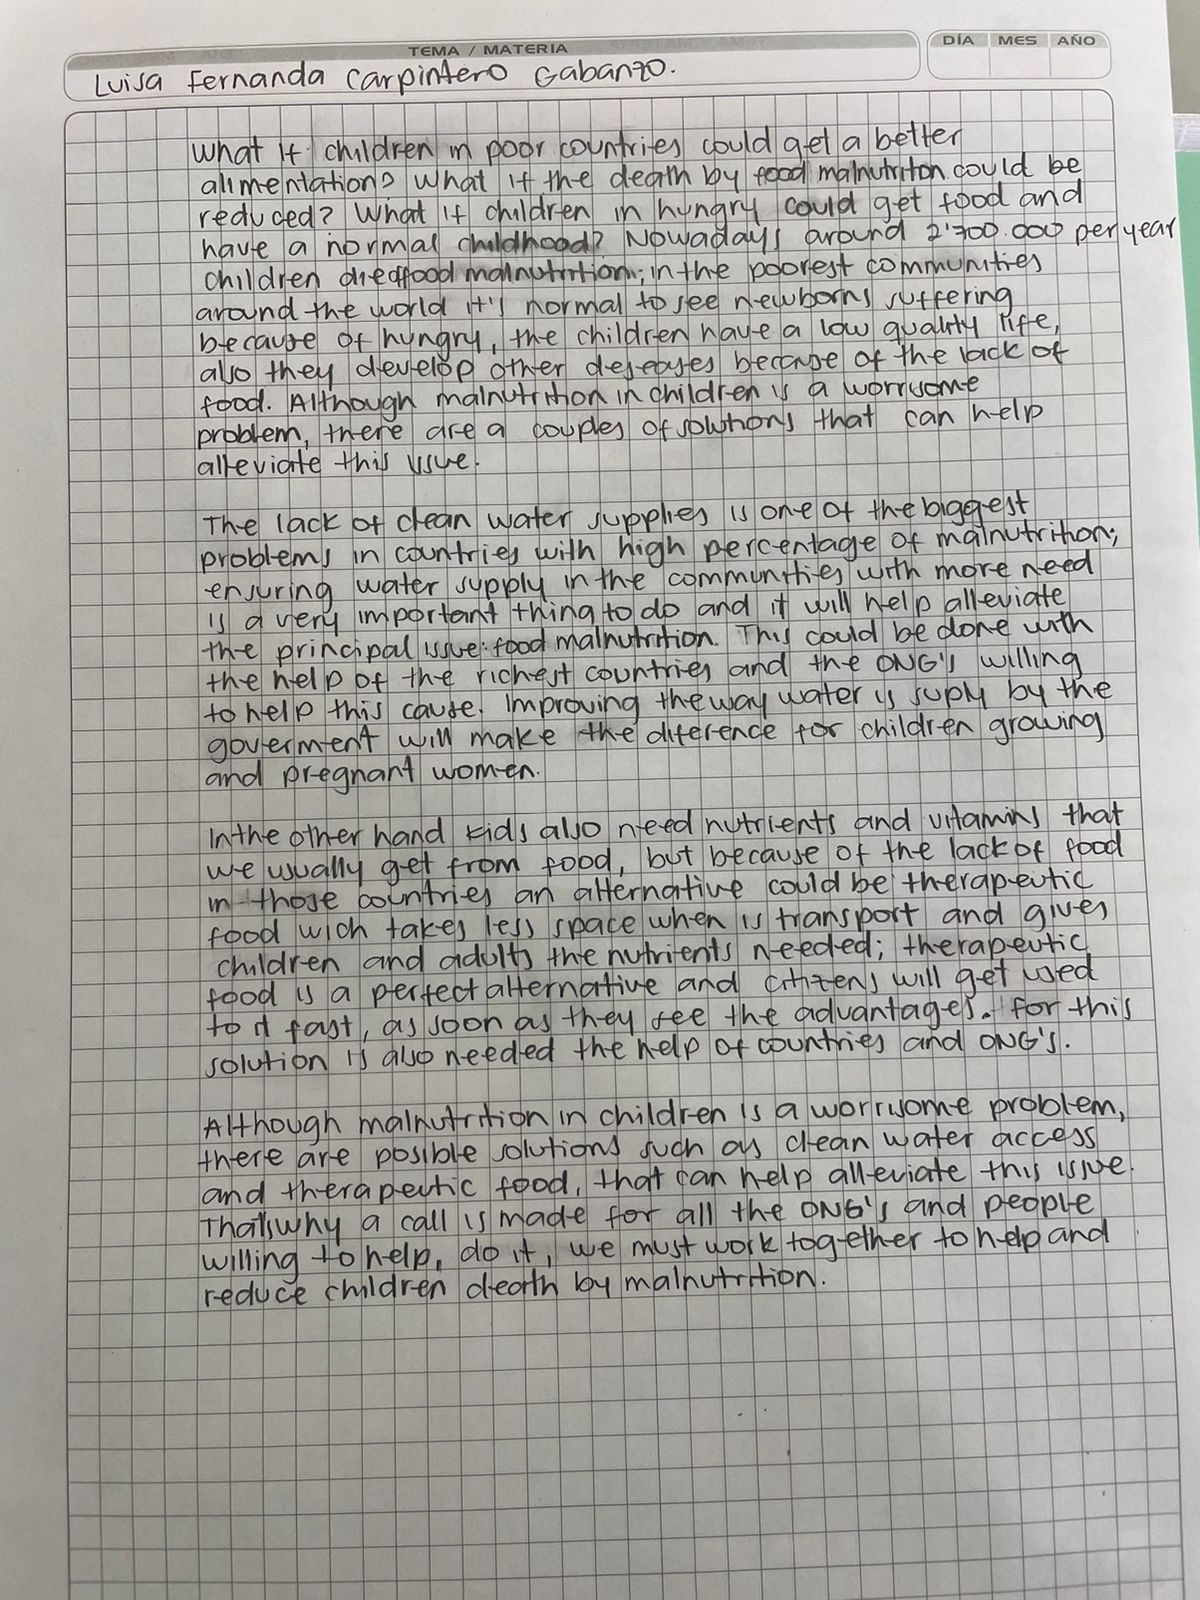 TEMA / MATERIA
DÍA MES AÑO
Luisa Fernanda Carpintero Gabanzo.
What if children in poor countries could get a better
alimentation? What if the death by food malnutriton could be
reduced? What if children in hungry could get food and
have a normal childhood? Nowadays around 2'700.000 per year
children died food malnutrition; in the poorest communities
around the world it's normal to see newborns suffering
because of hungry, the children have a low quality life,
also they develop other deseases because of the lack of
food. Although malnutrition in children is a worrisome
problem, there are a couples of solutions that can help
alleviate this issue.
The lack of clean water supplies is one of the biggest
problems in countries with high percentage of malnutrition;
ensuring water supply in the communities with more need
is a very important thing to do and it will help alleviate
the principal issue: food malnutrition. This could be done with
the help of the richest countries and the ONG's willing
to help this cause. Improving the way water is suply by the
goverment will make the diference for children growing
and pregnant women.
In the other hand kids also need nutrients and vitamins that
we usually get from food, but because of the lack of food
in those countries an alternative could be therapeutic
food wich takes less space when is transport and gives
children and adults the nutrients needed; therapeutic
food is a perfect alternative and citizens will get used
to it fast, as soon as they see the advantages. For this
solution is also needed the help of countries and ONG's.
Although malnutrition in children is a worrisome problem,
there are posible solutions such as clean water access
and therapeutic food, that can help alleviate this issue.
That's why a call is made for all the ONG's and people
willing to help, do it, we must work together to help and
reduce children death by malnutrition.